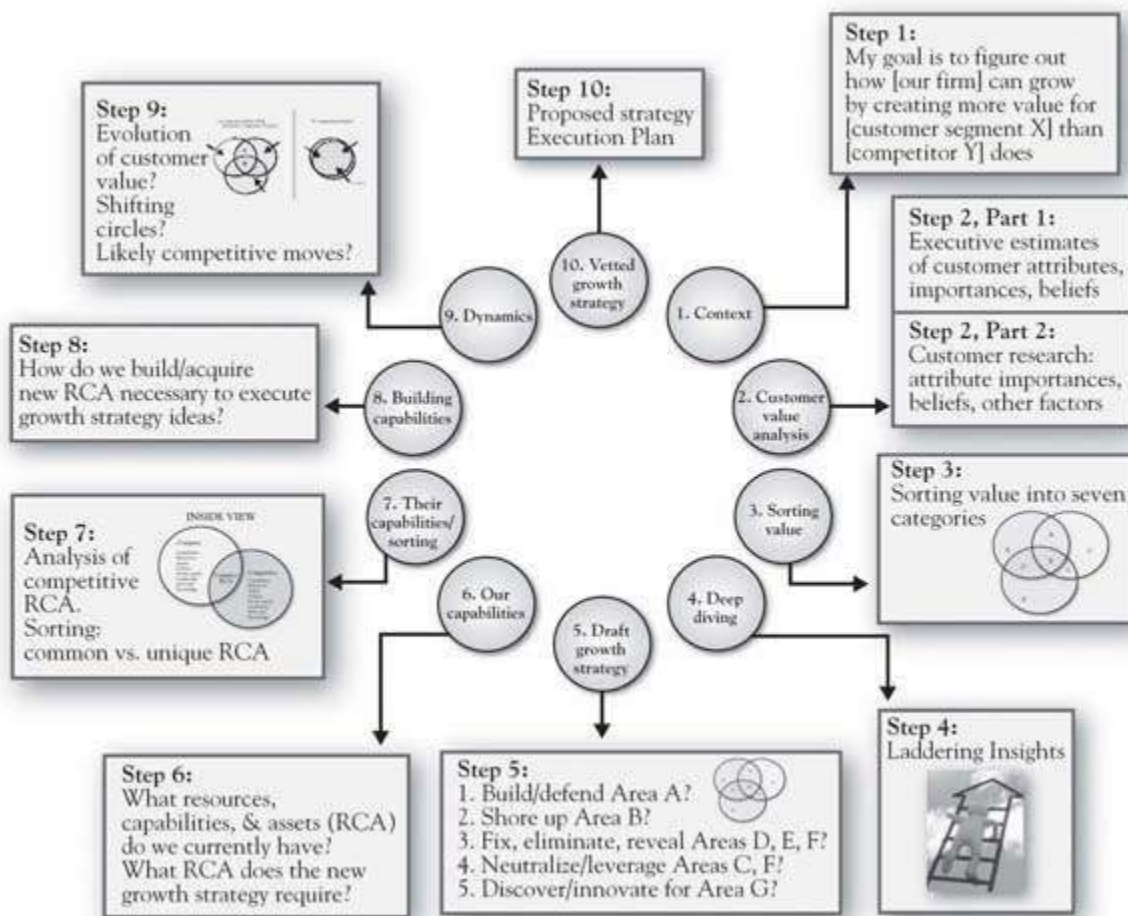 Step 1:
My goal is to figure out
how [our firm] can grow
by creating more value for
[customer segment X] than
[competitor Y] does
Step 2, Part 1:
Executive estimates
of customer attributes,
importances, beliefs
Step 2, Part 2:
Customer research:
attribute importances,
beliefs, other factors
Step 3:
Sorting value into seven
categories
Step 4:
Laddering Insights
Step 5:
1. Build/defend Area A?
2. Shore up Area B?
3. Fix, eliminate, reveal Areas D, E, F?
4. Neutralize/leverage Areas C, F?
5. Discover/innovate for Area G?
Step 6:
What resources,
capabilities, & assets (RCA)
do we currently have?
What RCA does the new
growth strategy require?
Step 7:
Analysis of
competitive
RCA.
Sorting:
common vs. unique RCA
INSIDE VIEW
Step 8:
How do we build/acquire
new RCA necessary to execute
growth strategy ideas?
Step 9:
Evolution
of customer
value?
Shifting
circles?
Likely competitive moves?
Step 10:
Proposed strategy
Execution Plan
1. Context
2. Customer
value
analysis
3. Sorting
value
4. Deep
diving
5. Draft
growth
strategy
6. Our
capabilities
7. Their
capabilities/
sorting
8. Building
capabilities
9. Dynamics
10. Vetted
growth
strategy